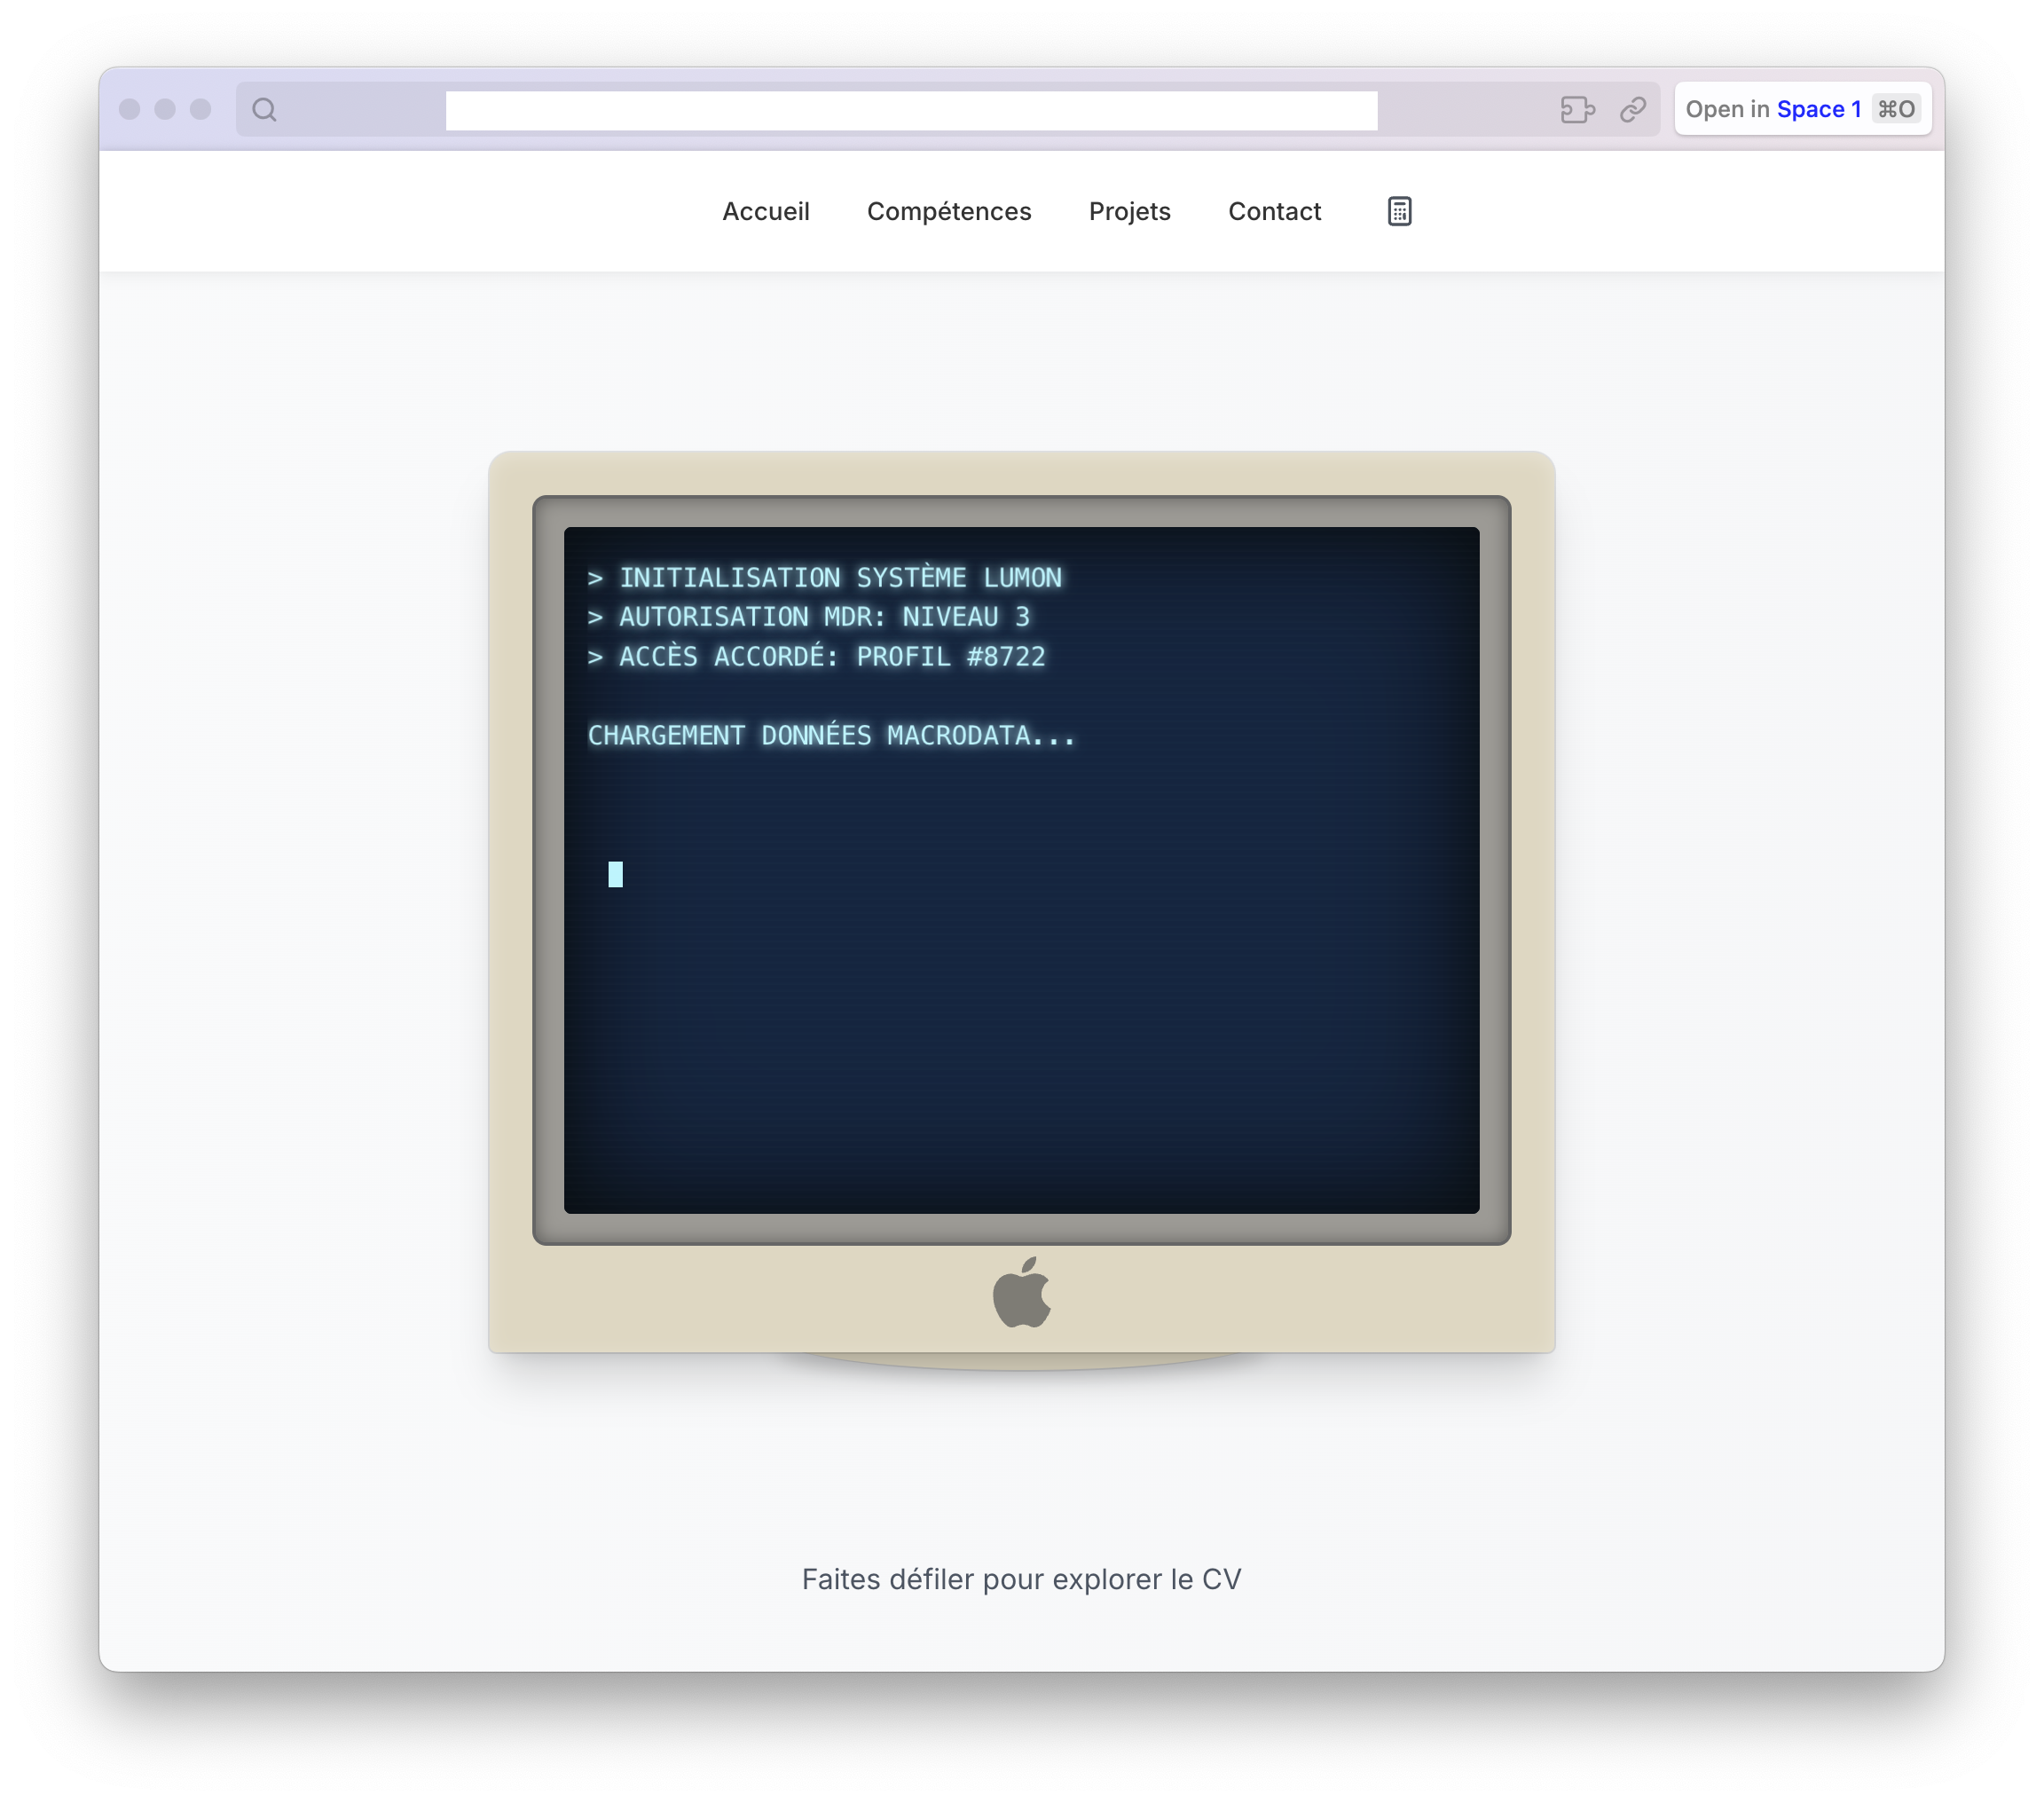 Open in Space 1 ⌘O
Accueil Compétences Projets Contact
> INITIALISATION SYSTÈME LUMON
> AUTORISATION MDR: NIVEAU 3
> ACCÈS ACCORDÉ: PROFIL #8722
CHARGEMENT DONNÉES MACRODATA...
Faites défiler pour explorer le CV